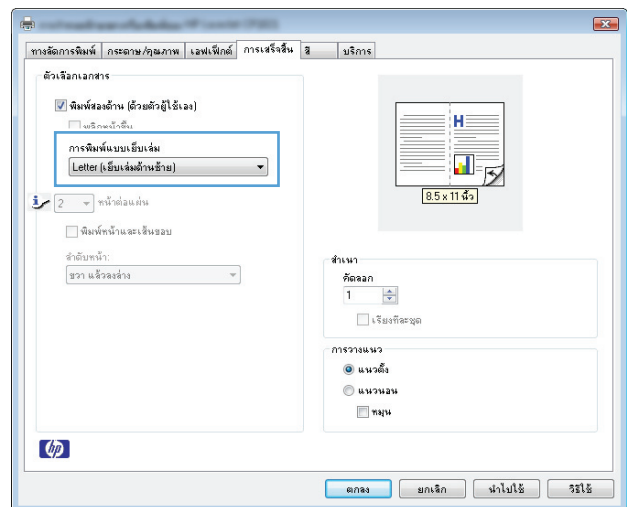 ทางลัดการพิมพ์ กระดาษ/คุณภาพ เอฟเฟ็กต์ การเสร็จสิ้น สี บริการ
ตัวเลือกเอกสาร
พิมพ์สองด้าน (ด้วยตัวผู้ใช้เอง)
พลิกหน้าขึ้น
การพิมพ์แบบเย็บเล่ม
Letter (เย็บเล่มด้านซ้าย)
2 หน้าต่อแผ่น
พิมพ์หน้าและเส้นขอบ
ลำดับหน้า:
ขวา แล้วลงล่าง
H
8.5 x 11 นิ้ว
สำเนา
คัดลอก
1
เรียงทีละชุด
การวางแนว
แนวตั้ง
แนวนอน
หมุน
hp
ตกลง ยกเลิก นำไปใช้ วิธีใช้